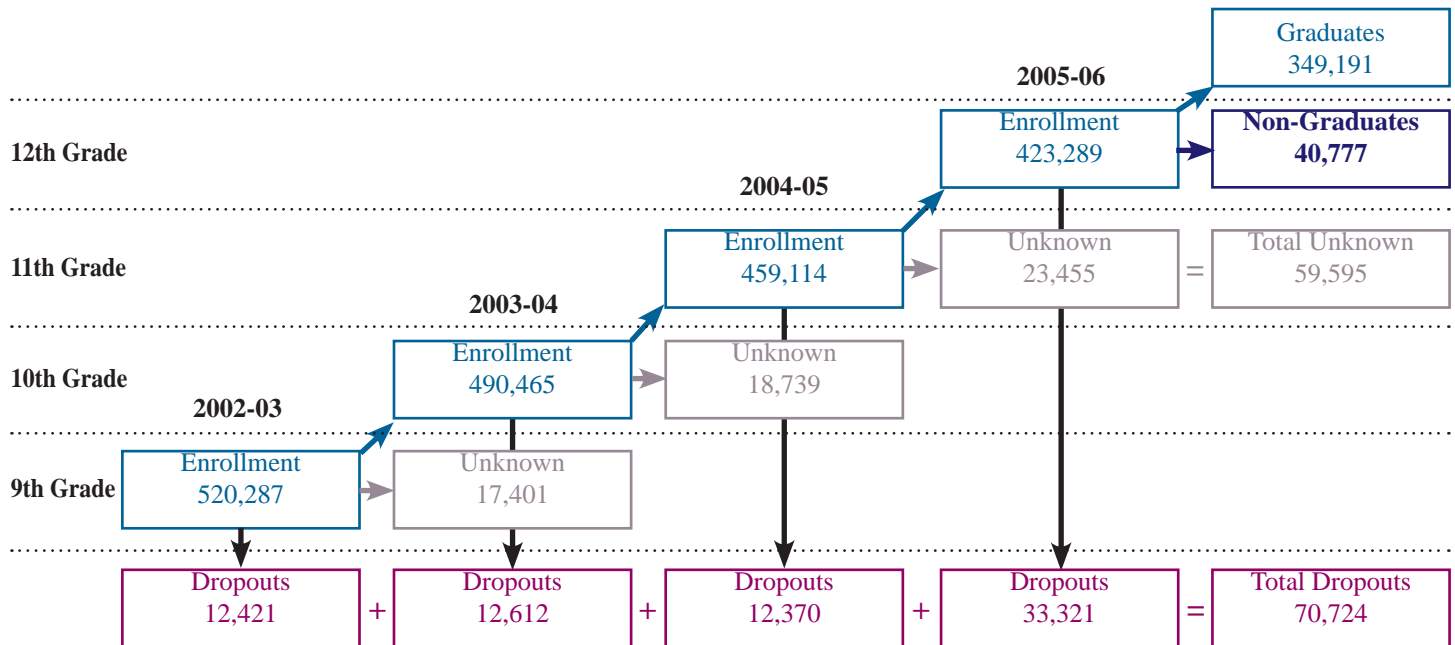 Graduates
349,191
2005-06
12th Grade
Enrollment
423,289
Non-Graduates
40,777
2004-05
11th Grade
Enrollment
459,114
Unknown
23,455
=
Total Unknown
59,595
2003-04
10th Grade
Enrollment
490,465
Unknown
18,739
2002-03
9th Grade
Enrollment
520,287
Unknown
17,401
Dropouts
12,421
+
Dropouts
12,612
+
Dropouts
12,370
+
Dropouts
33,321
=
Total Dropouts
70,724